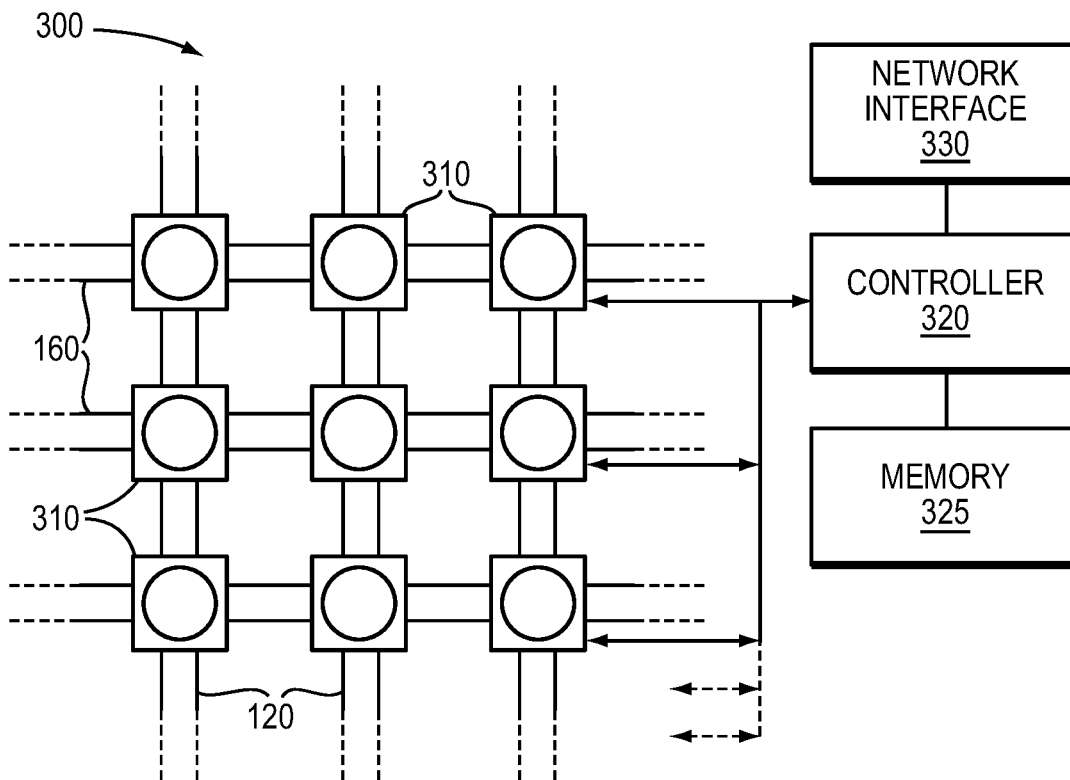 300
NETWORK
INTERFACE
330
310
CONTROLLER
320
160
MEMORY
325
310
120